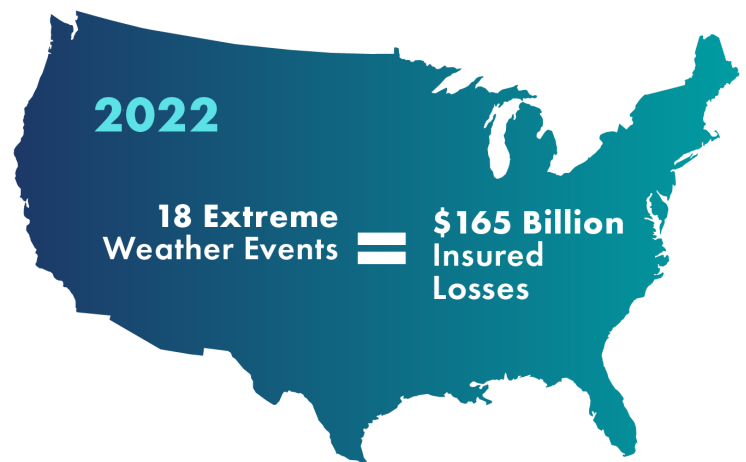 2022
18 Extreme
Weather Events
=
$165 Billion
Insured
Losses